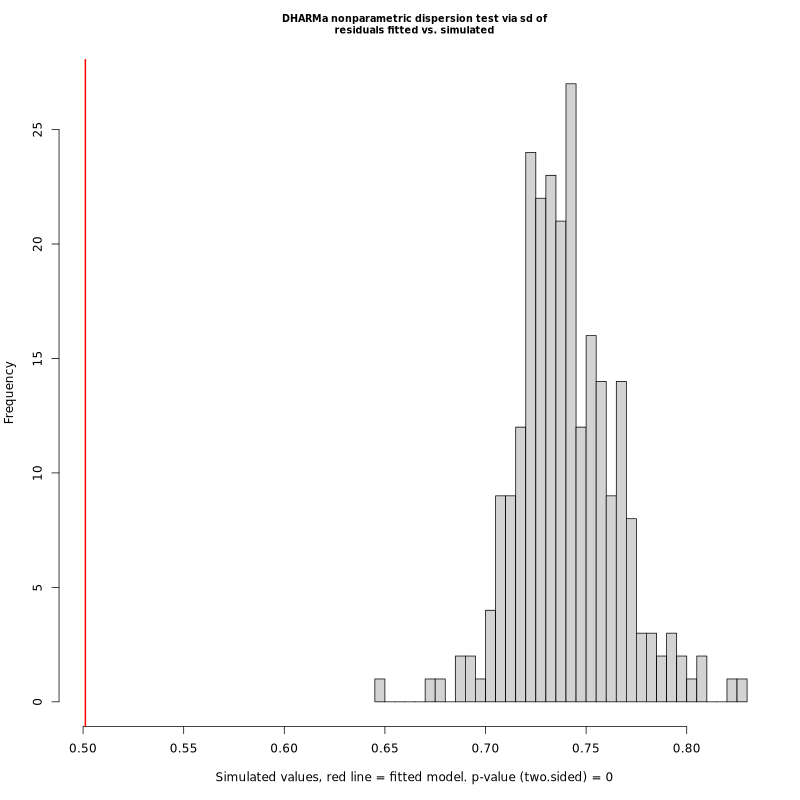 DHARMa nonparametric dispersion test via sd of
residuals fitted vs. simulated
25
20
15
10
5
0
Frequency
0.50 0.55 0.60 0.65 0.70 0.75 0.80
Simulated values, red line = fitted model. p-value (two.sided) = 0